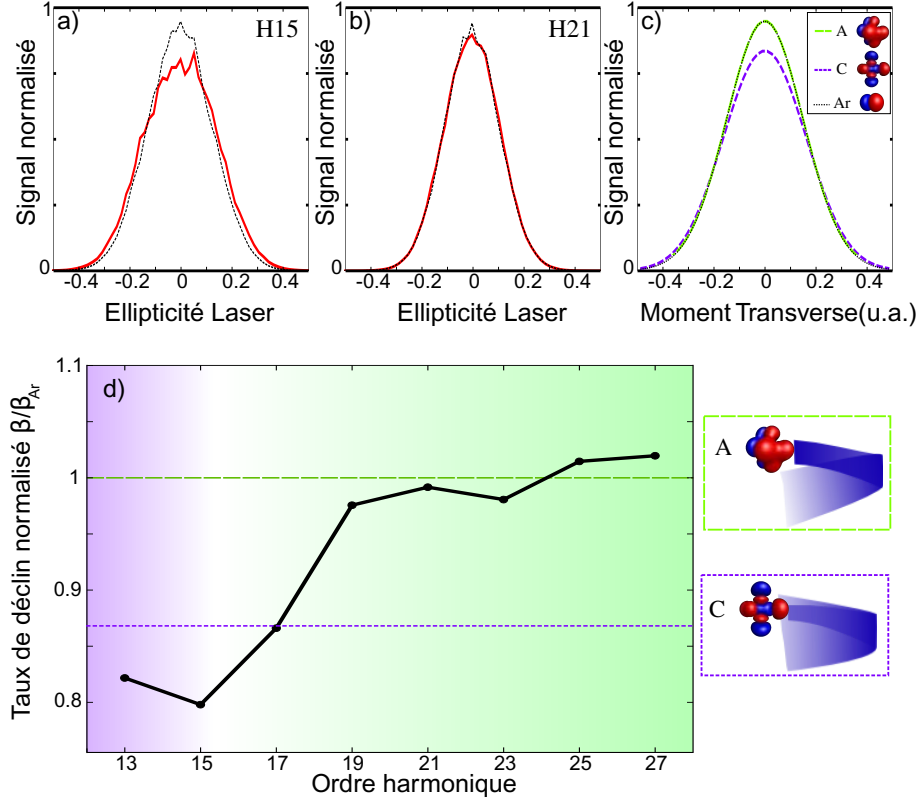 a)
H15
Signal normalisé
1
0
-0.4
-0.2
0
0.2
0.4
Ellipticité Laser
b)
H21
Signal normalisé
1
0
-0.4
-0.2
0
0.2
0.4
Ellipticité Laser
c)
A
C
Ar
Signal normalisé
1
0
-0.4
-0.2
0
0.2
0.4
Moment Transverse(u.a.)
d)
Taux de déclin normalisé β/βAr
1.1
1
0.9
0.8
13
15
17
19
21
23
25
27
Ordre harmonique
A
C